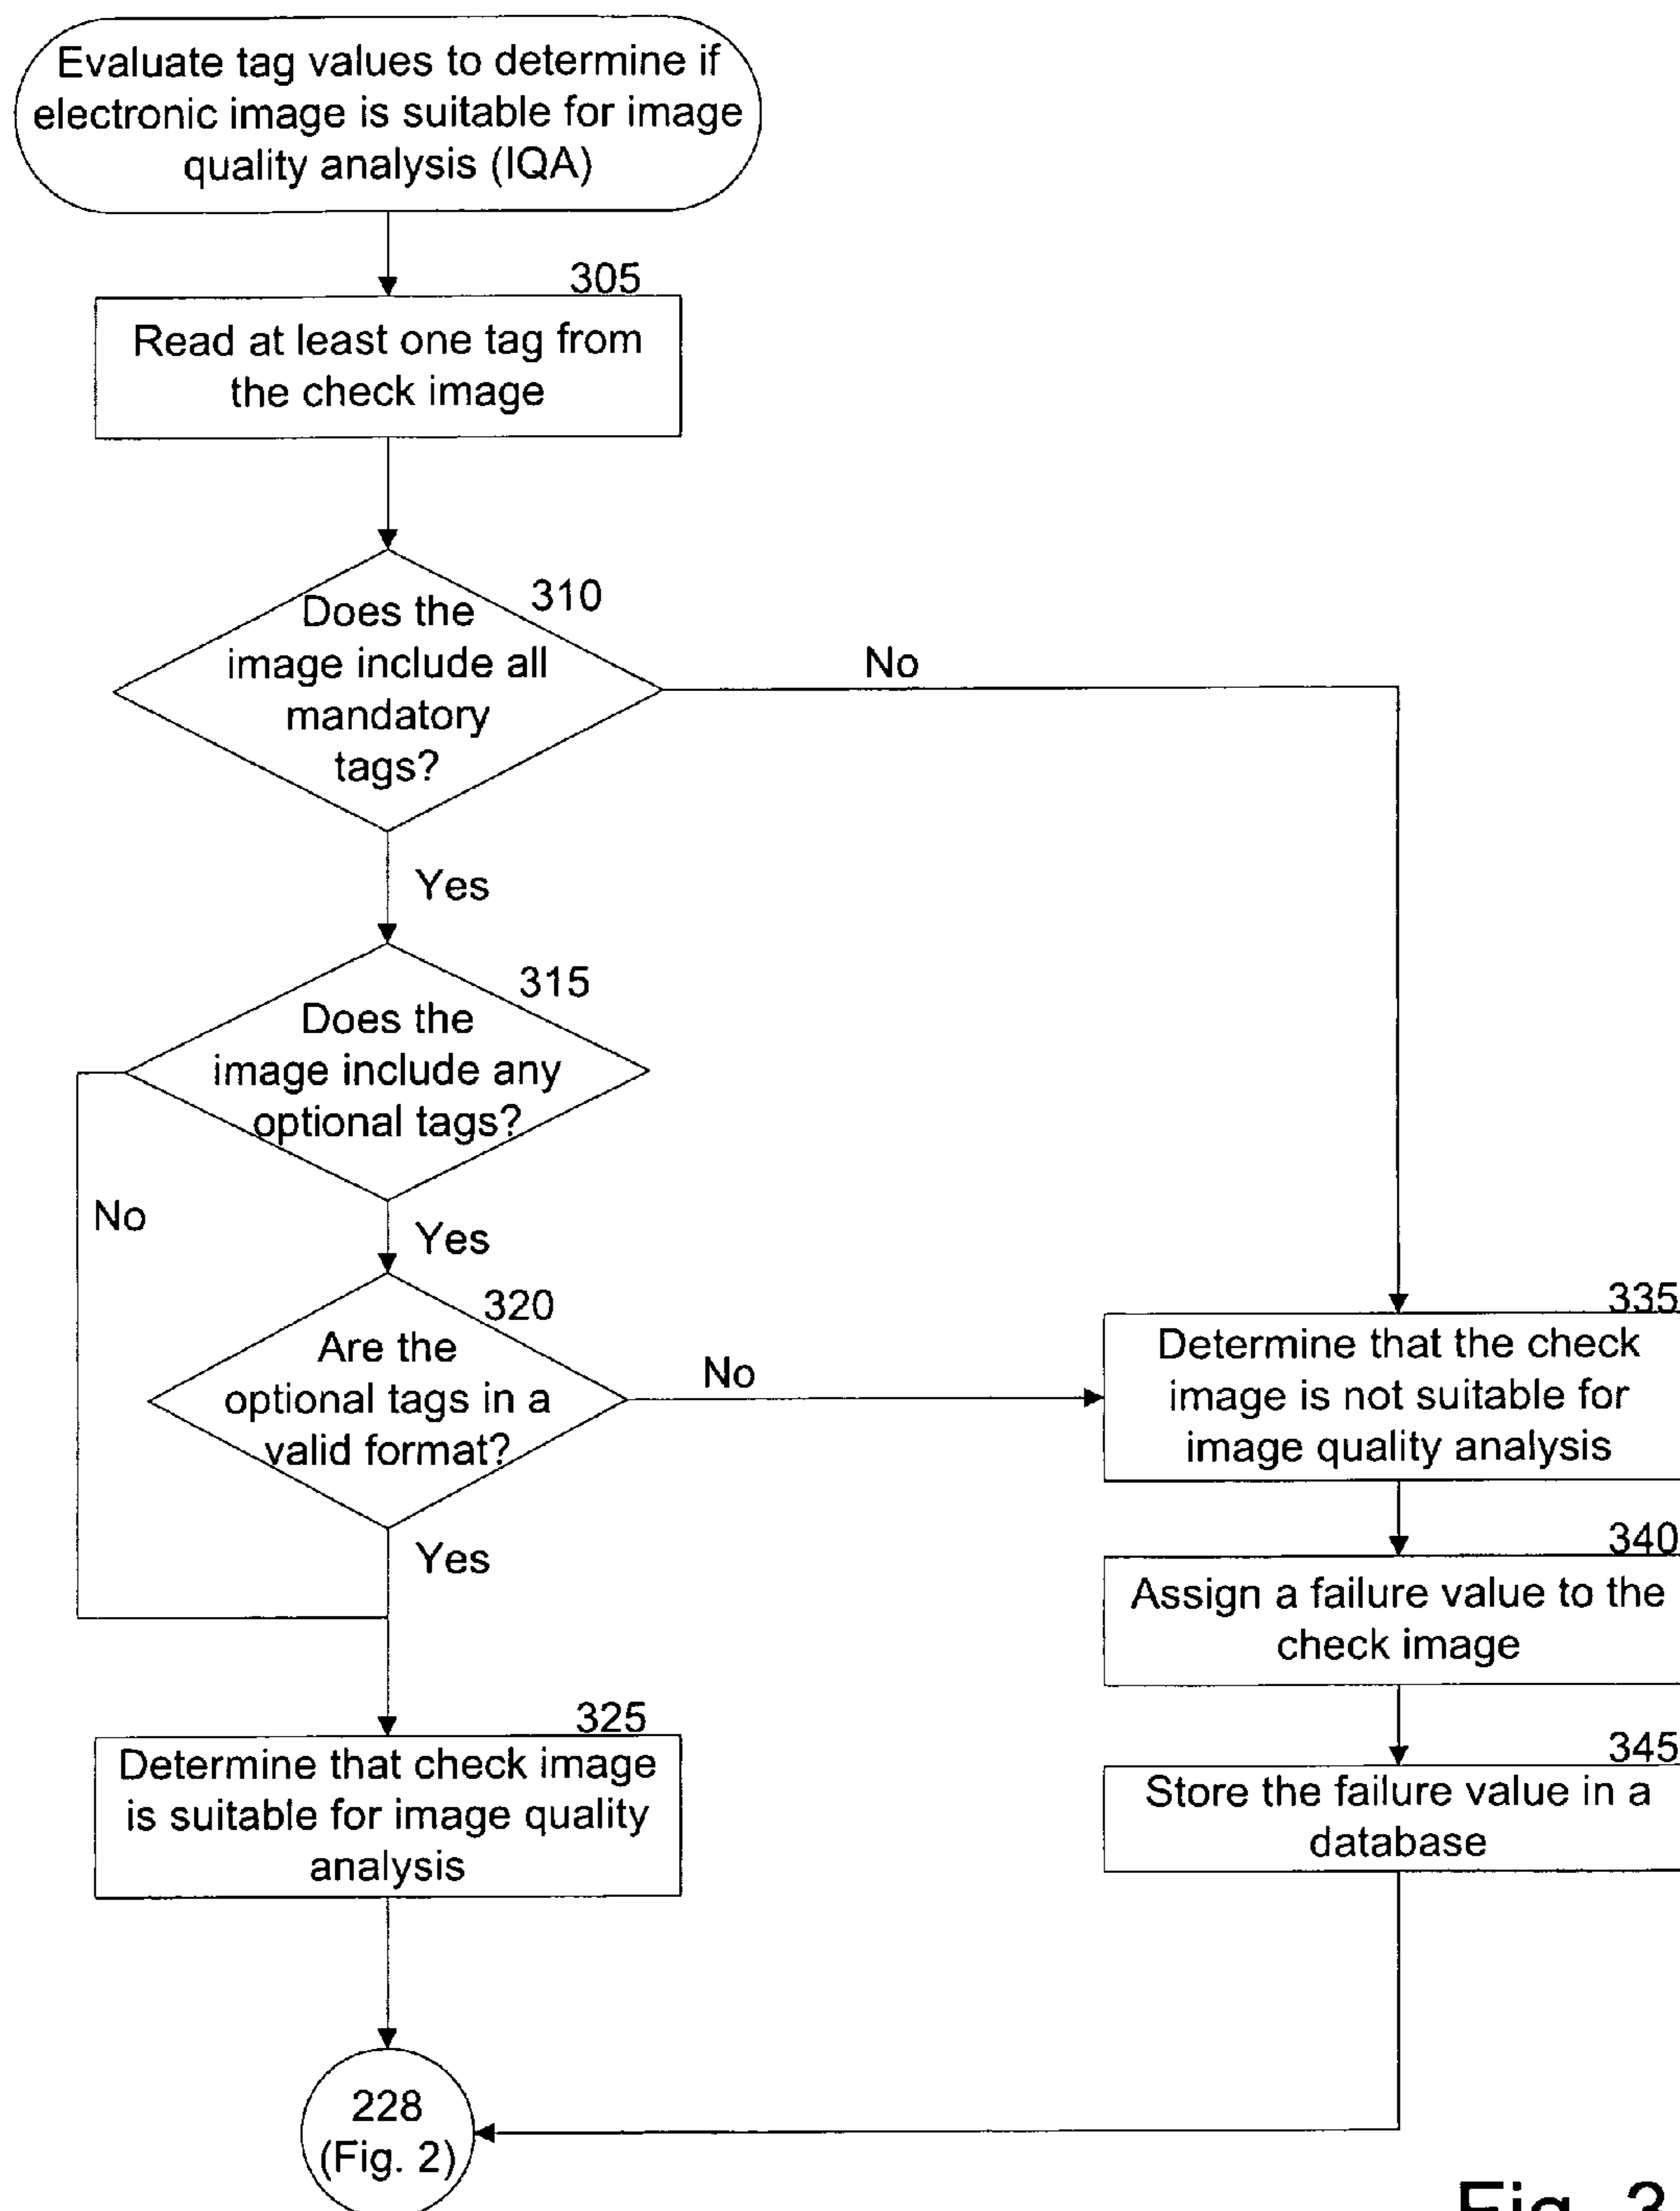 Evaluate tag values to determine if
electronic image is suitable for image
quality analysis (IQA)
305
Read at least one tag from
the check image
310
Does the
image include all
mandatory
tags?
No
Yes
315
Does the
image include any
optional tags?
No
Yes
320
Are the
optional tags in a
valid format?
No
Yes
335
Determine that the check
image is not suitable for
image quality analysis
340
Assign a failure value to the
check image
325
Determine that check image
is suitable for image quality
analysis
345
Store the failure value in a
database
228
(Fig. 2)
Fig. 3